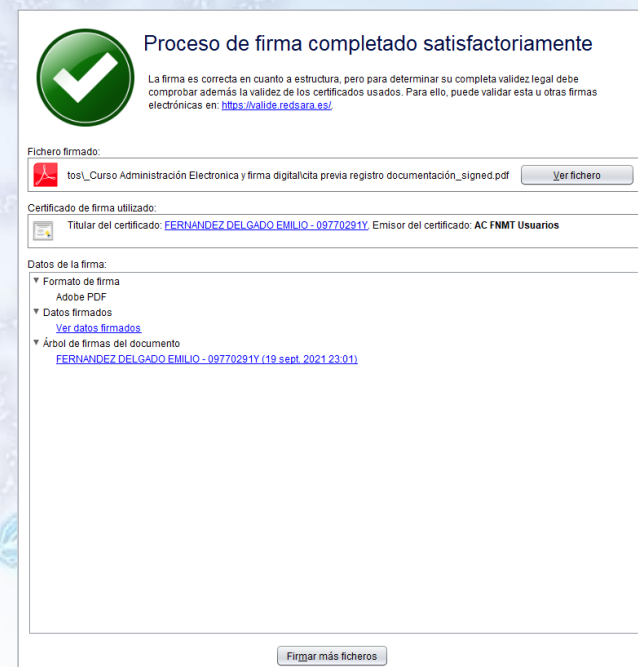 Proceso de firma completado satisfactoriamente
La firma es correcta en cuanto a estructura, pero para determinar su completa validez legal debe
comprobar además la validez de los certificados usados. Para ello, puede validar esta u otras firmas
electrónicas en: https://valide.redsara.es/.
Fichero firmado:
tos\_Curso Administración Electronica y firma digital\cita previa registro documentación_signed.pdf
Ver fichero
Certificado de firma utilizado:
Titular del certificado: FERNANDEZ DELGADO EMILIO - 09770291Y. Emisor del certificado: AC FNMT Usuarios
Datos de la firma:
Formato de firma
Adobe PDF
Datos firmados
Ver datos firmados
Árbol de firmas del documento
FERNANDEZ DELGADO EMILIO - 09770291Y (19 sept. 2021 23:01)
Firmar más ficheros